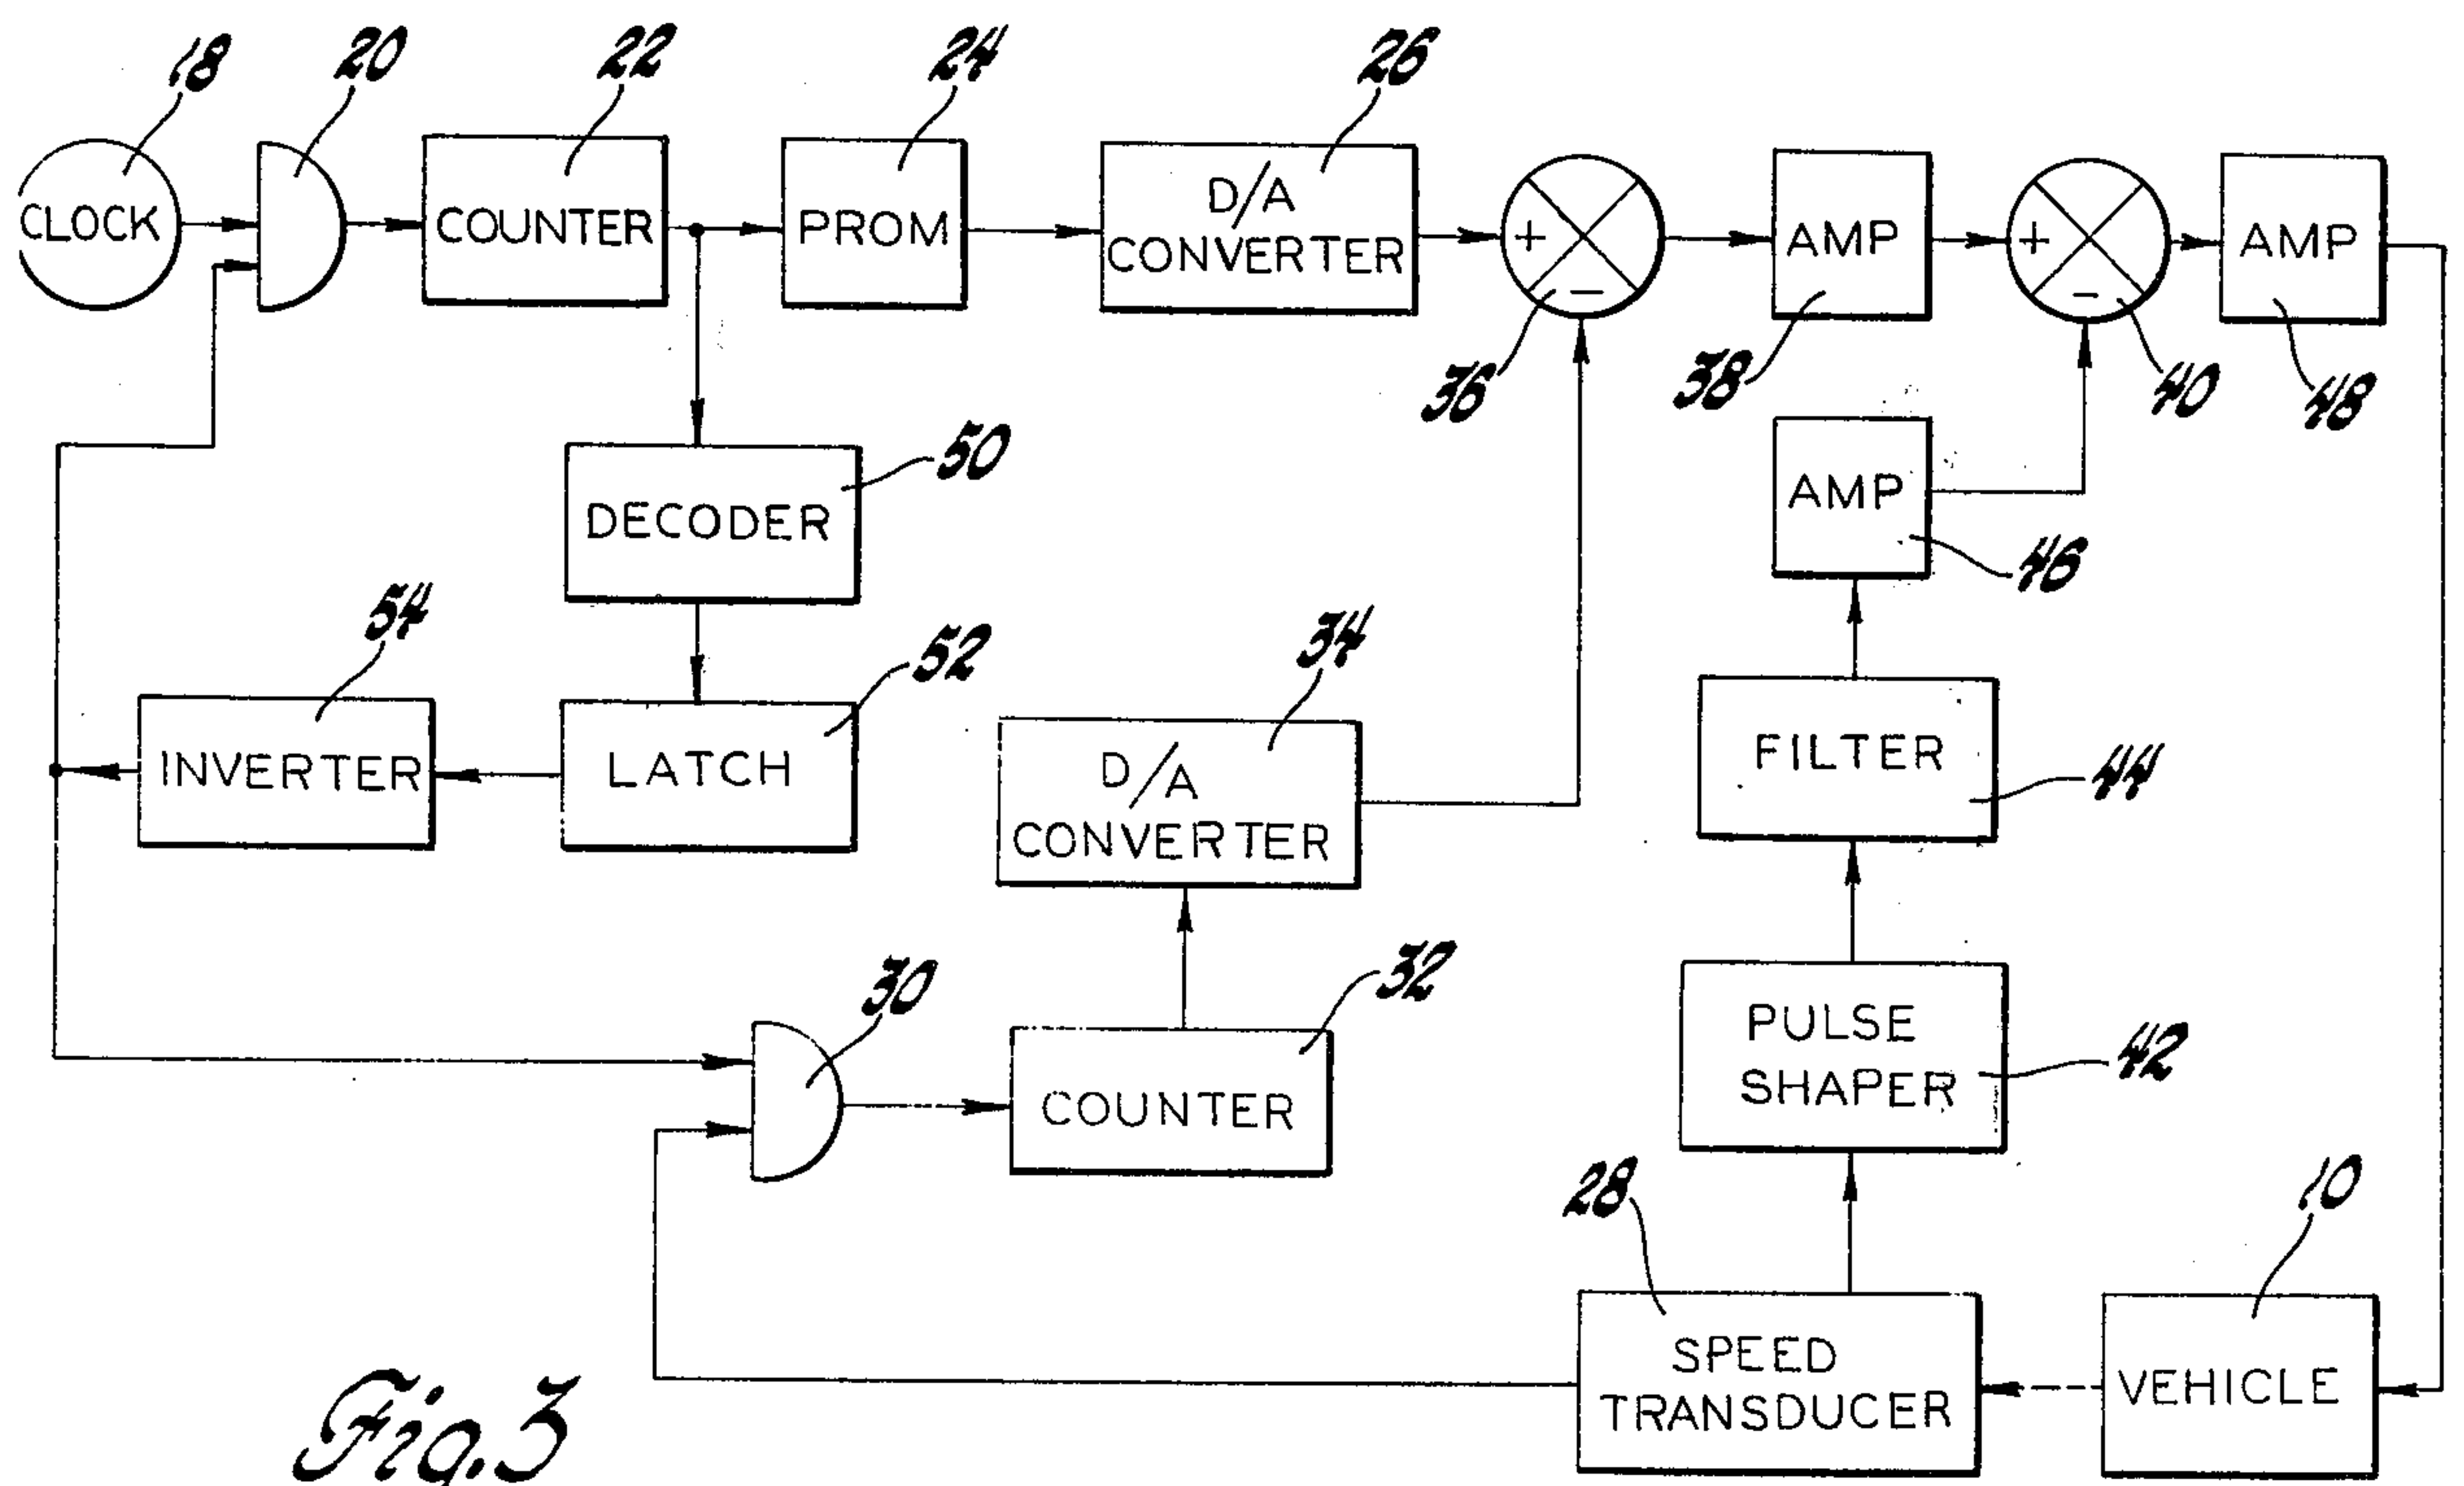 18
20
22
24
26
CLOCK
COUNTER
PROM
D/A
CONVERTER
+
−
AMP
+
-
AMP
36
38
40
48
DECODER
50
AMP
46
54
52
34
INVERTER
LATCH
D/A
CONVERTER
FILTER
44
30
32
COUNTER
PULSE
SHAPER
42
28
10
SPEED
TRANSDUCER
VEHICLE
Fig. 3